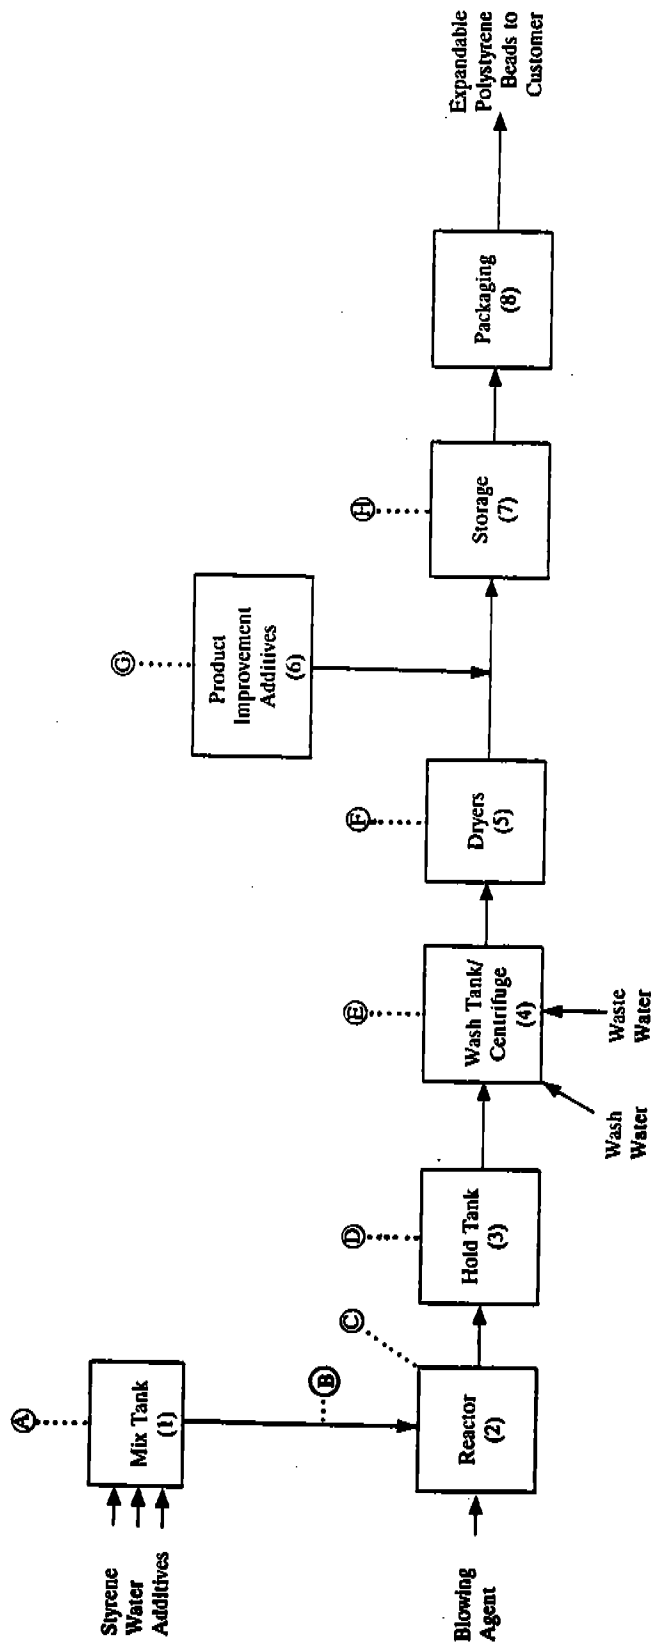 A
Styrene
Water
Additives
Mix Tank
(1)
B
Blowing
Agent
Reactor
(2)
C
D
Hold Tank
(3)
E
Wash Tank/
Centrifuge
(4)
Wash
Water
Waste
Water
F
Dryers
(5)
G
Product
Improvement
Additives
(6)
H
Storage
(7)
Packaging
(8)
Expandable
Polystyrene
Beads to
Customer